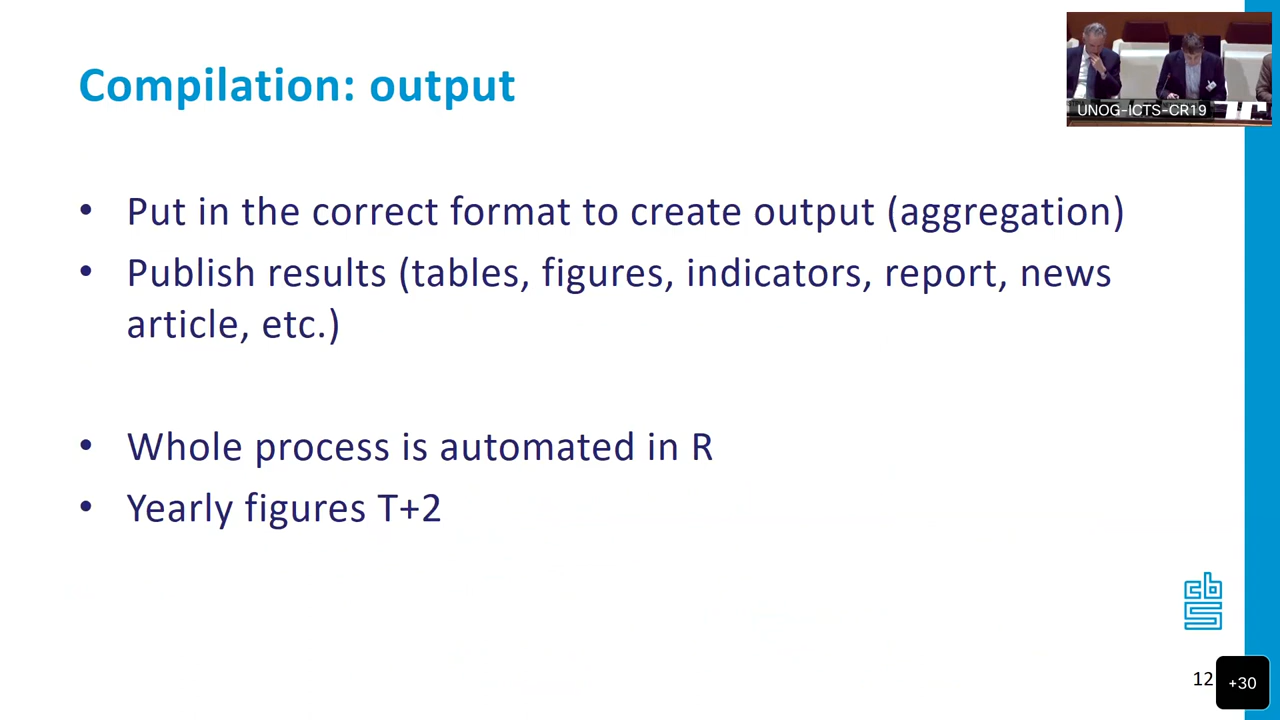 Compilation: output
UNOG-ICTS-CR19
• Put in the correct format to create output (aggregation)
• Publish results (tables, figures, indicators, report, news
article, etc.)
• Whole process is automated in R
• Yearly figures T+2
cbs
12
+30